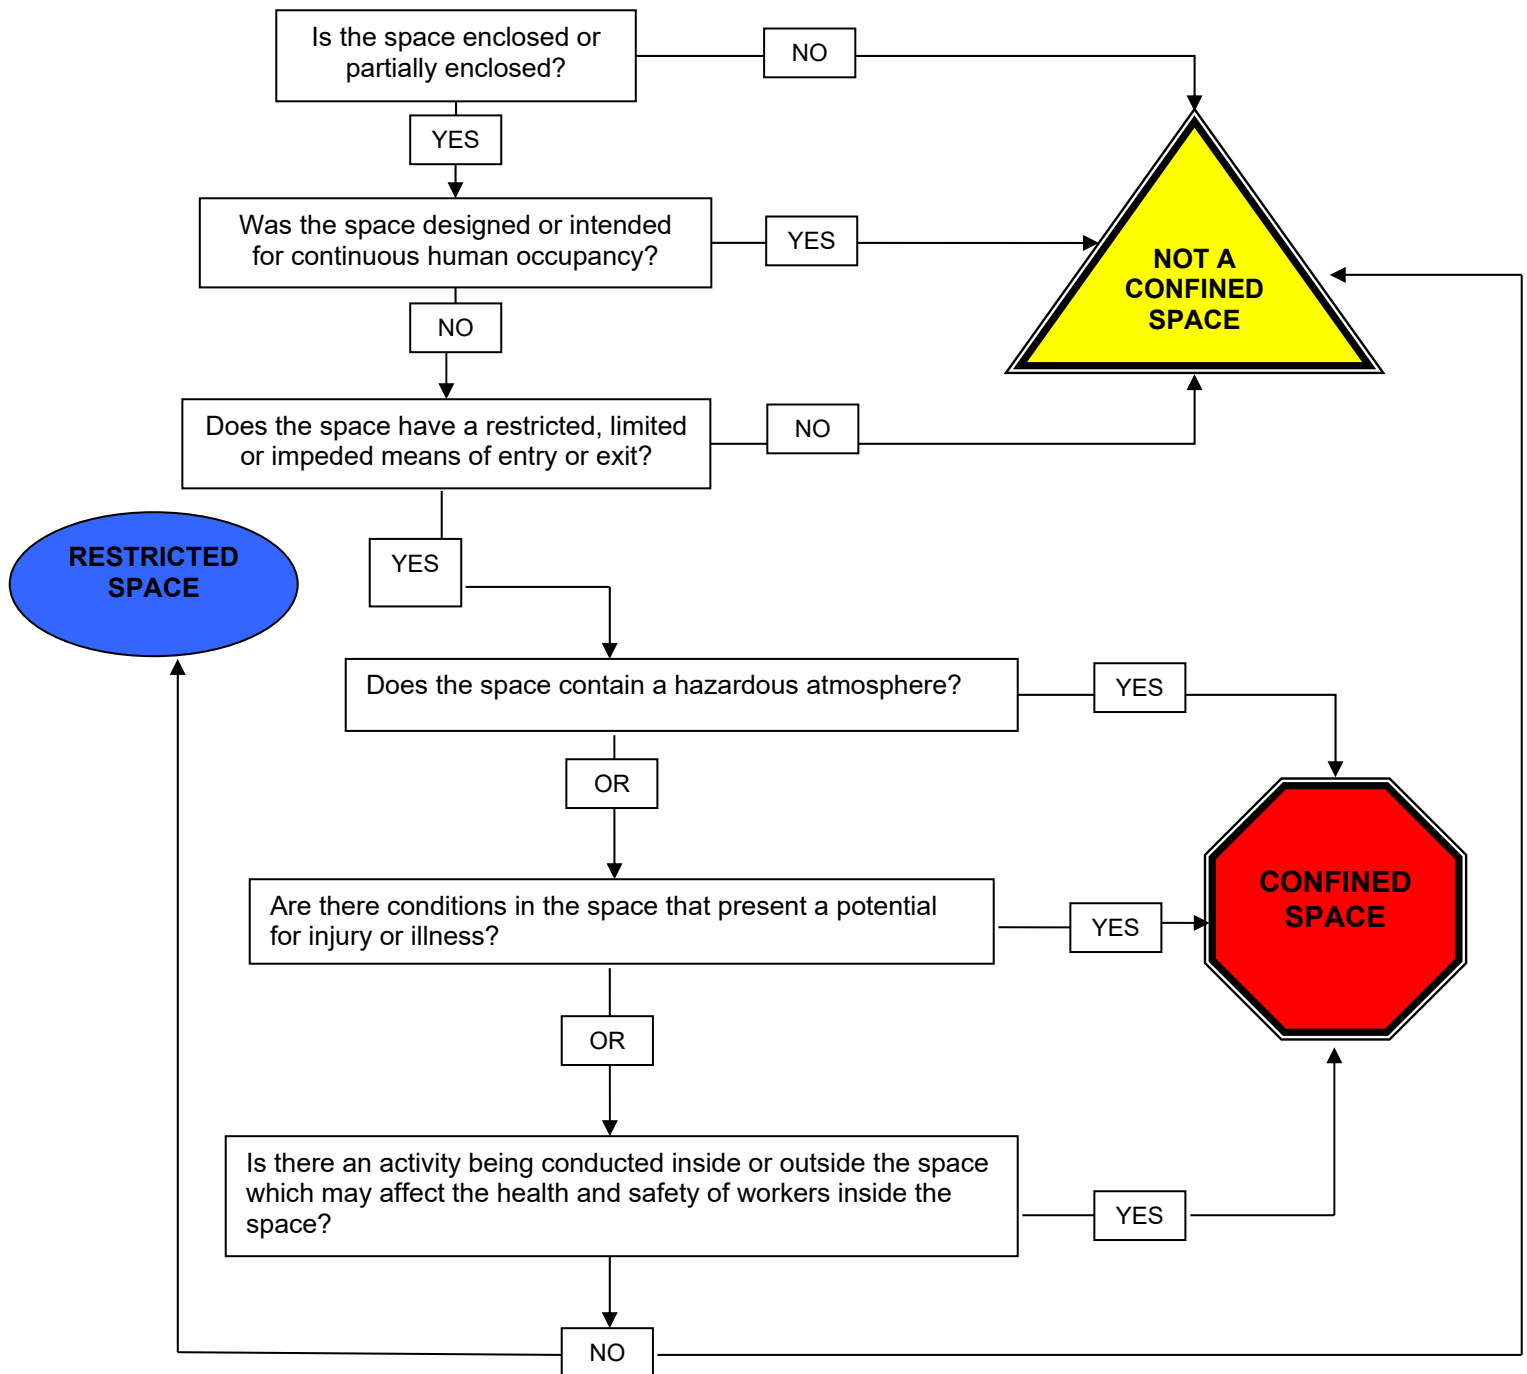 Is the space enclosed or
partially enclosed?
NO
YES
Was the space designed or intended
for continuous human occupancy?
YES
NOT A
CONFINED
SPACE
NO
Does the space have a restricted, limited
or impeded means of entry or exit?
NO
RESTRICTED
SPACE
YES
Does the space contain a hazardous atmosphere?
YES
OR
Are there conditions in the space that present a potential
for injury or illness?
YES
CONFINED
SPACE
OR
Is there an activity being conducted inside or outside the space
which may affect the health and safety of workers inside the
space?
YES
NO